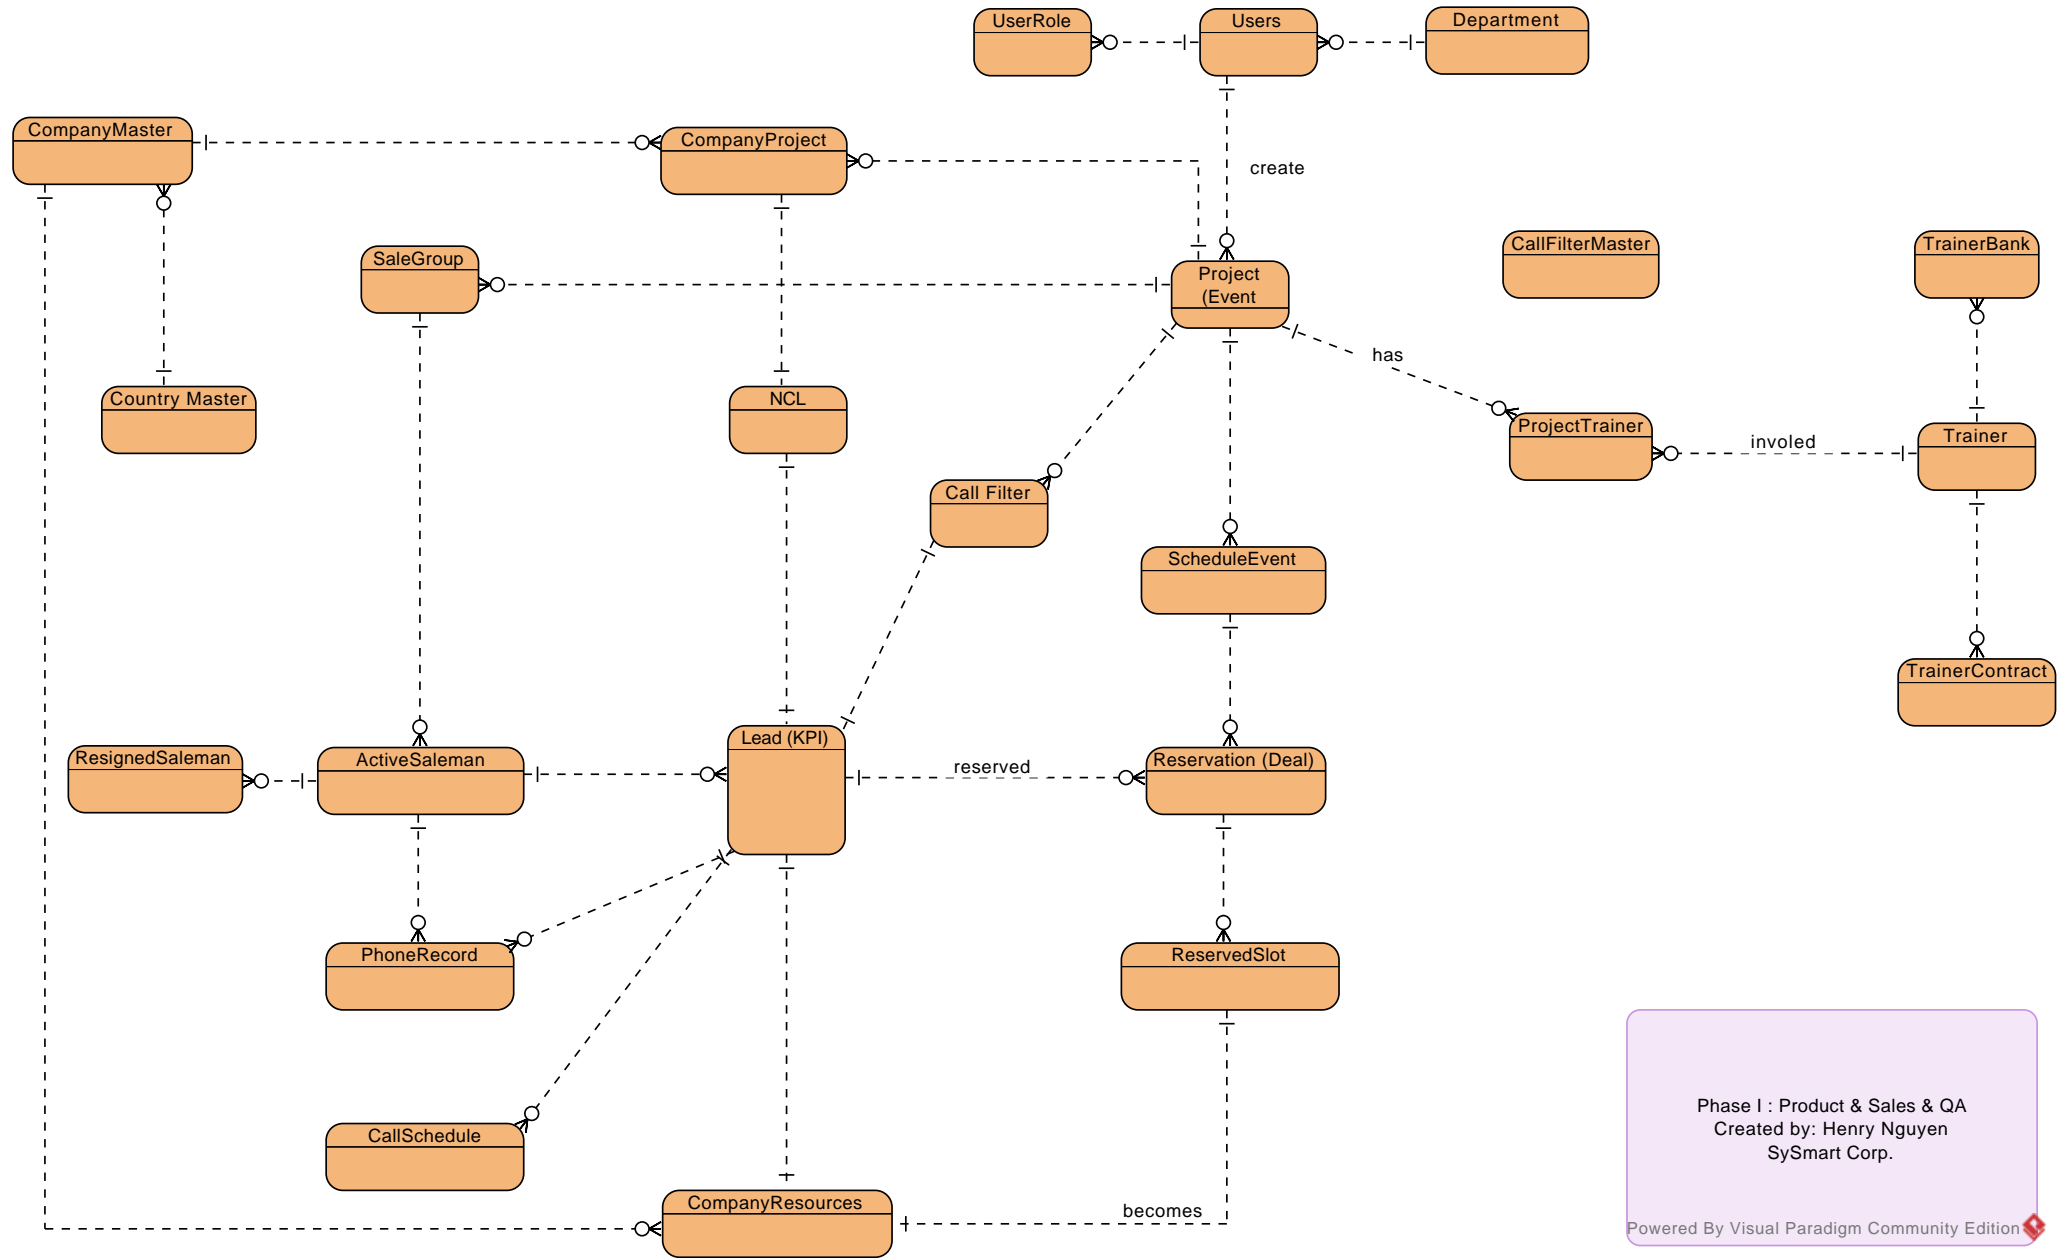 UserRole
Users
Department
CompanyMaster
CompanyProject
create
SaleGroup
CallFilterMaster
TrainerBank
Project
(Event
has
Country Master
NCL
ProjectTrainer
involed
Trainer
Call Filter
ScheduleEvent
TrainerContract
Lead (KPI)
ResignedSaleman
ActiveSaleman
reserved
Reservation (Deal)
PhoneRecord
ReservedSlot
CallSchedule
CompanyResources
becomes
Phase I : Product & Sales & QA
Created by: Henry Nguyen
SySmart Corp.
Powered By Visual Paradigm Community Edition